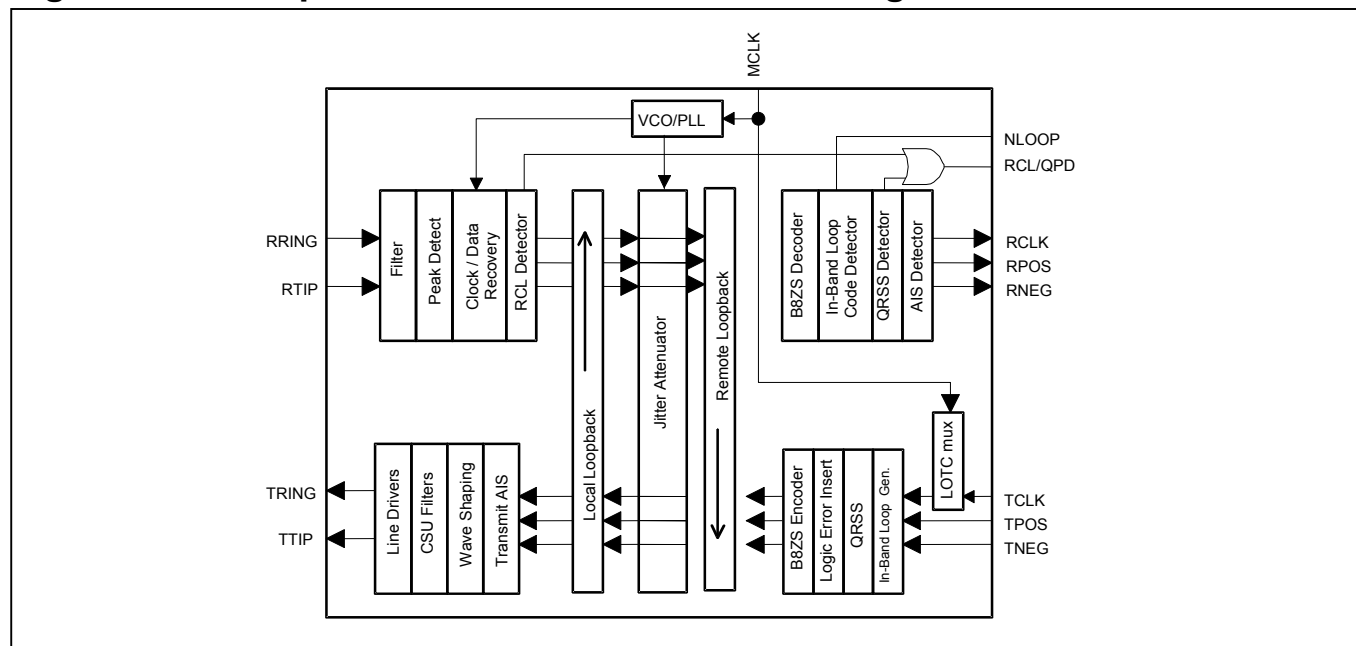 MCLK
VCO/PLL
NLOOP
RCL/QPD
RRING
RTIP
Filter
Peak Detect
Clock / Data
Recovery
RCL Detector
Local Loopback
Jitter Attenuator
Remote Loopback
B8ZS Decoder
In-Band Loop
Code Detector
QRSS Detector
AIS Detector
RCLK
RPOS
RNEG
LOTC mux
TRING
TTIP
Line Drivers
CSU Filters
Wave Shaping
Transmit AIS
B8ZS Encoder
Logic Error Insert
QRSS
In-Band Loop Gen.
TCLK
TPOS
TNEG